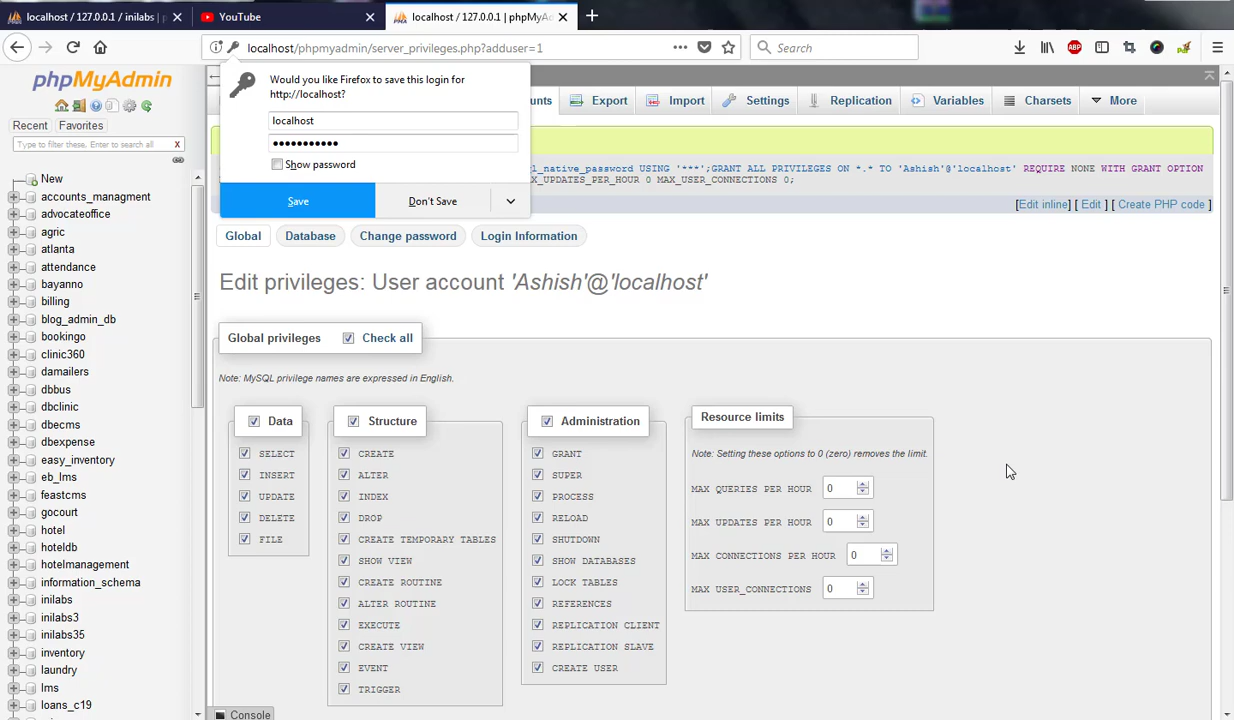 localhost / 127.0.0.1 / inilabs | p
YouTube
localhost / 127.0.0.1 | phpMyAd
localhost/phpmyadmin/server_privileges.php?adduser=1
Search
ABP
phpMyAdmin
Recent
Favorites
Type to filter these, Enter to search all
X
New
accounts_managment
advocateoffice
agric
atlanta
attendance
bayanno
billing
blog_admin_db
bookingo
clinic360
damailers
dbbus
dbclinic
dbecms
dbexpense
easy_inventory
eb_lms
feastcms
gocourt
hotel
hoteldb
hotelmanagement
information_schema
inilabs
inilabs3
inilabs35
inventory
laundry
lms
loans_c19
Would you like Firefox to save this login for
http://localhost?
localhost
•••••••••••
Show password
Save
Don't Save
unts
Export
Import
Settings
Replication
Variables
Charsets
More
l_native_password USING '***';GRANT ALL PRIVILEGES ON *.* TO 'Ashish'@'localhost' REQUIRE NONE WITH GRANT OPTION
X_UPDATES_PER_HOUR 0 MAX_USER_CONNECTIONS 0;
[Edit inline] [ Edit ] [ Create PHP code ]
Global
Database
Change password
Login Information
Edit privileges: User account 'Ashish'@'localhost'
Global privileges
Check all
Note: MySQL privilege names are expressed in English.
Data
SELECT
INSERT
UPDATE
DELETE
FILE
Structure
CREATE
ALTER
INDEX
DROP
CREATE TEMPORARY TABLES
SHOW VIEW
CREATE ROUTINE
ALTER ROUTINE
EXECUTE
CREATE VIEW
EVENT
TRIGGER
Administration
GRANT
SUPER
PROCESS
RELOAD
SHUTDOWN
SHOW DATABASES
LOCK TABLES
REFERENCES
REPLICATION CLIENT
REPLICATION SLAVE
CREATE USER
Resource limits
Note: Setting these options to 0 (zero) removes the limit.
MAX QUERIES PER HOUR 0
MAX UPDATES PER HOUR 0
MAX CONNECTIONS PER HOUR 0
MAX USER_CONNECTIONS 0
Console